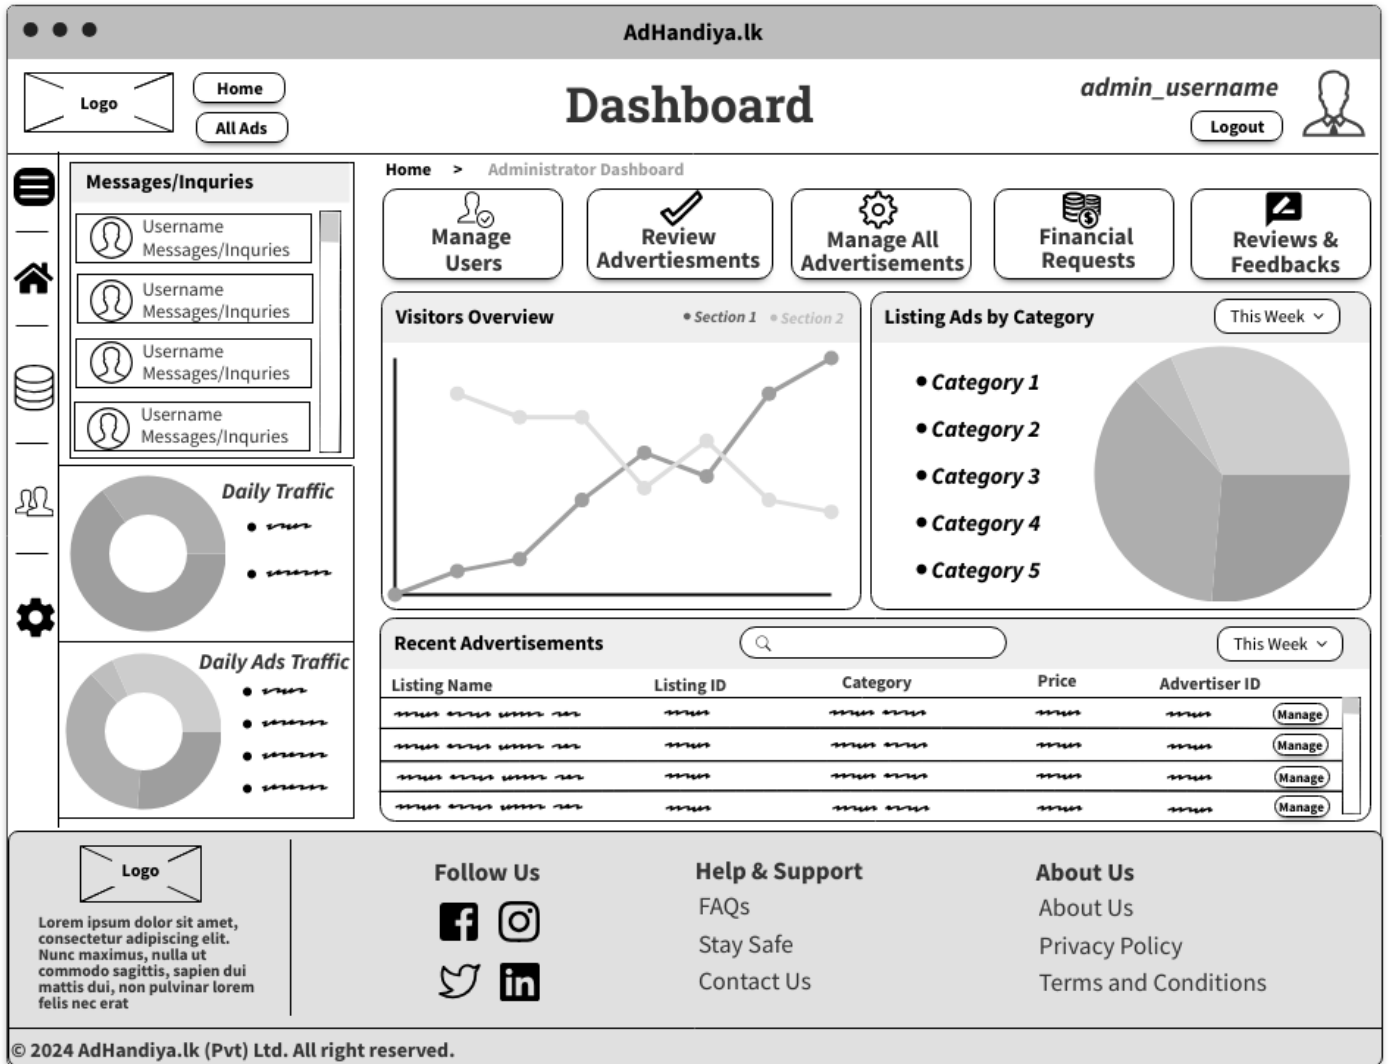 AdHandiya.lk
Logo
Home
All Ads
Dashboard
admin_username
Logout
Messages/Inquries
Username
Messages/Inquries
Username
Messages/Inquries
Username
Messages/Inquries
Username
Messages/Inquries
Daily Traffic
Daily Ads Traffic
Home > Administrator Dashboard
Manage
Users
Review
Advertiesments
Manage All
Advertisements
Financial
Requests
Reviews &
Feedbacks
Visitors Overview
Section 1
Section 2
Listing Ads by Category
This Week
Category 1
Category 2
Category 3
Category 4
Category 5
Recent Advertisements
This Week
Listing Name Listing ID Category Price Advertiser ID
Manage
Manage
Manage
Manage
Logo
Lorem ipsum dolor sit amet,
consectetur adipiscing elit.
Nunc maximus, nulla ut
commodo sagittis, sapien dui
mattis dui, non pulvinar lorem
felis nec erat
Follow Us
Help & Support
FAQs
Stay Safe
Contact Us
About Us
About Us
Privacy Policy
Terms and Conditions
© 2024 AdHandiya.lk (Pvt) Ltd. All right reserved.